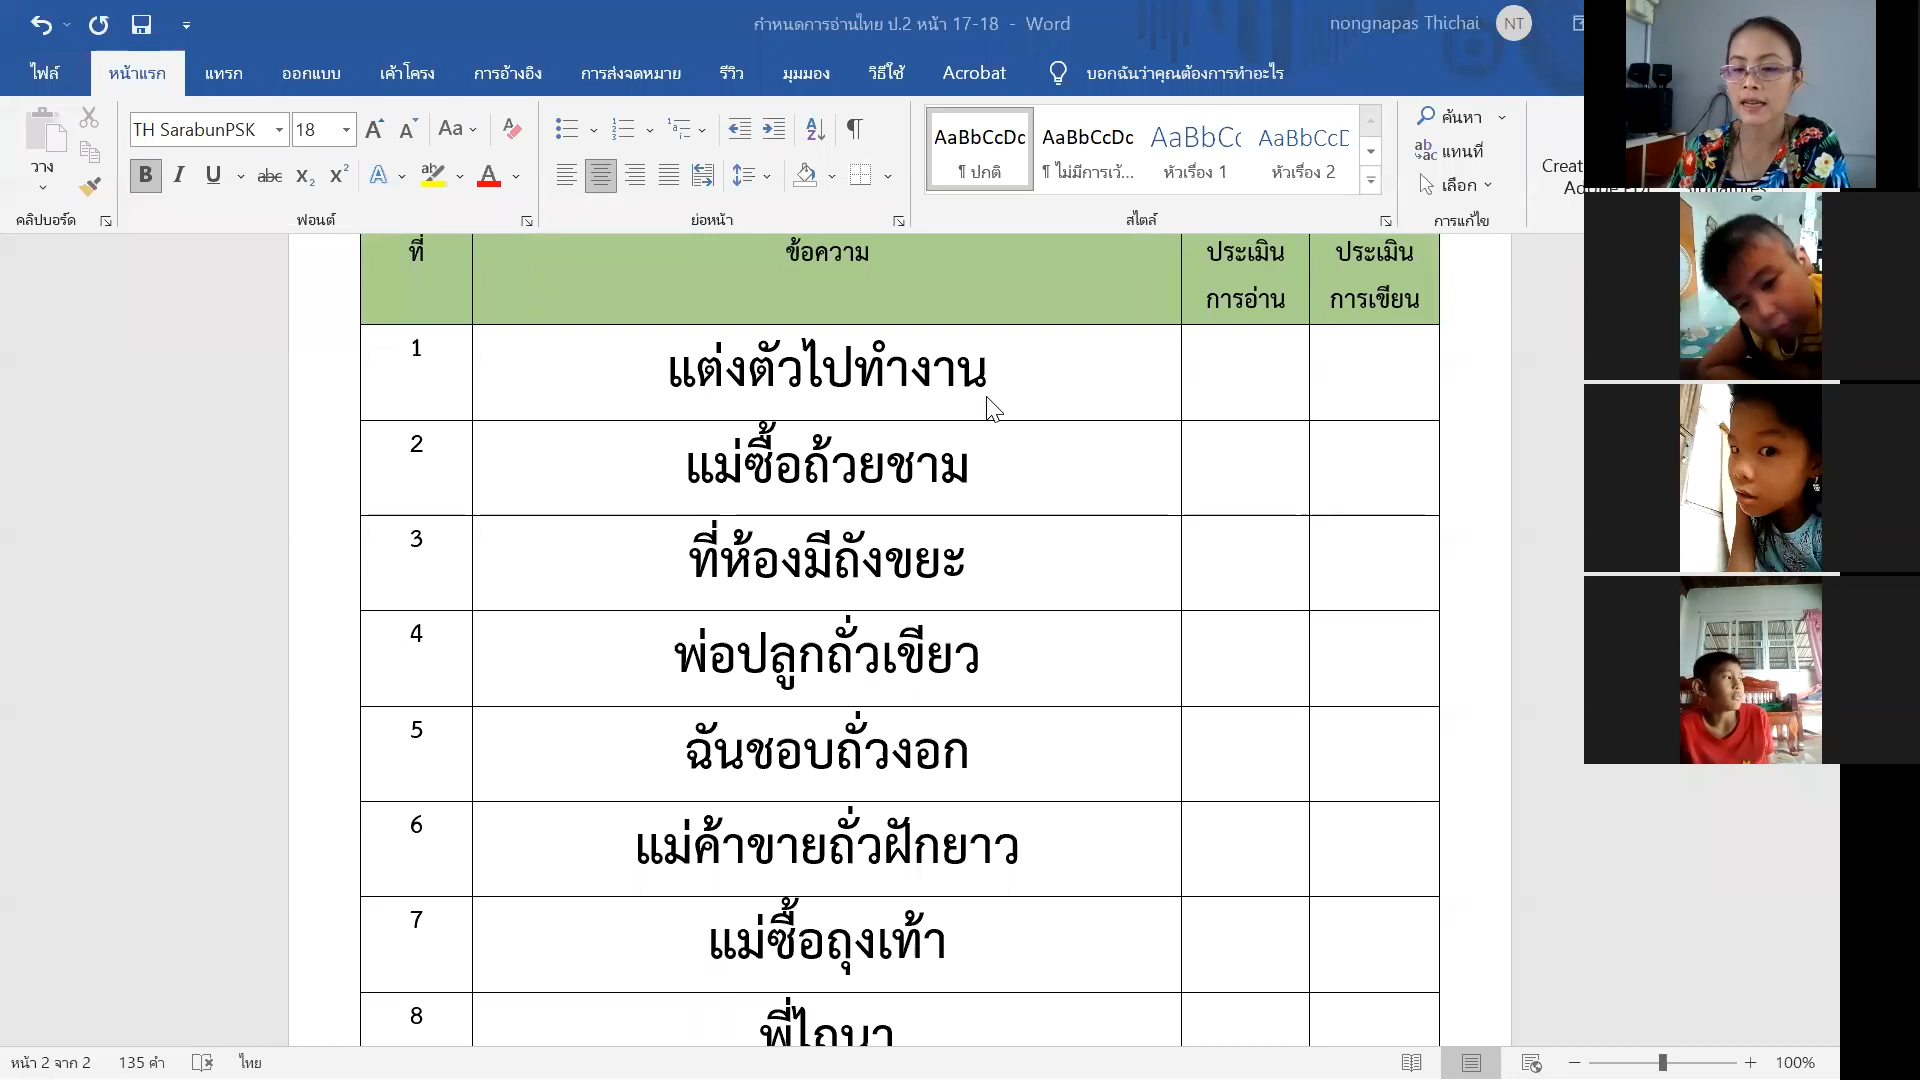 กำหนดการอ่านไทย ป.2 หน้า 17-18 - Word
nongnapas Thichai NT
ไฟล์ หน้าแรก แทรก ออกแบบ เค้าโครง การอ้างอิง การส่งจดหมาย รีวิว มุมมอง วิธีใช้ Acrobat บอกฉันว่าคุณต้องการทำอะไร
วาง
TH SarabunPSK 18
AaBbCcDc AaBbCcDc AaBbCc AaBbCcD
¶ ปกติ ¶ ไม่มีการเว้... หัวเรื่อง 1 หัวเรื่อง 2
ค้นหา
แทนที่
เลือก
คลิปบอร์ด ฟอนต์ ย่อหน้า สไตล์ การแก้ไข
ที่ ข้อความ ประเมิน ประเมิน
การอ่าน การเขียน
1 แต่งตัวไปทำงาน
2 แม่ซื้อถ้วยชาม
3 ที่ห้องมีถังขยะ
4 พ่อปลูกถั่วเขียว
5 ฉันชอบถั่วงอก
6 แม่ค้าขายถั่วฝักยาว
7 แม่ซื้อถุงเท้า
8 พี่ไถนา
หน้า 2 จาก 2 135 คำ ไทย 100%